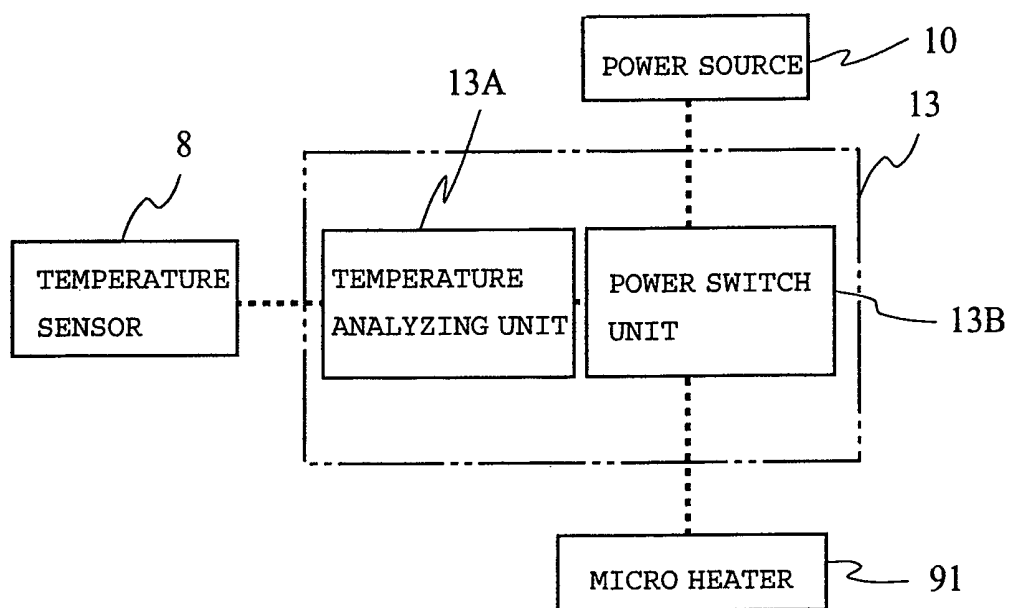 POWER SOURCE
10
13A
13
8
TEMPERATURE
SENSOR
TEMPERATURE
ANALYZING UNIT
POWER SWITCH
UNIT
13B
MICRO HEATER
91